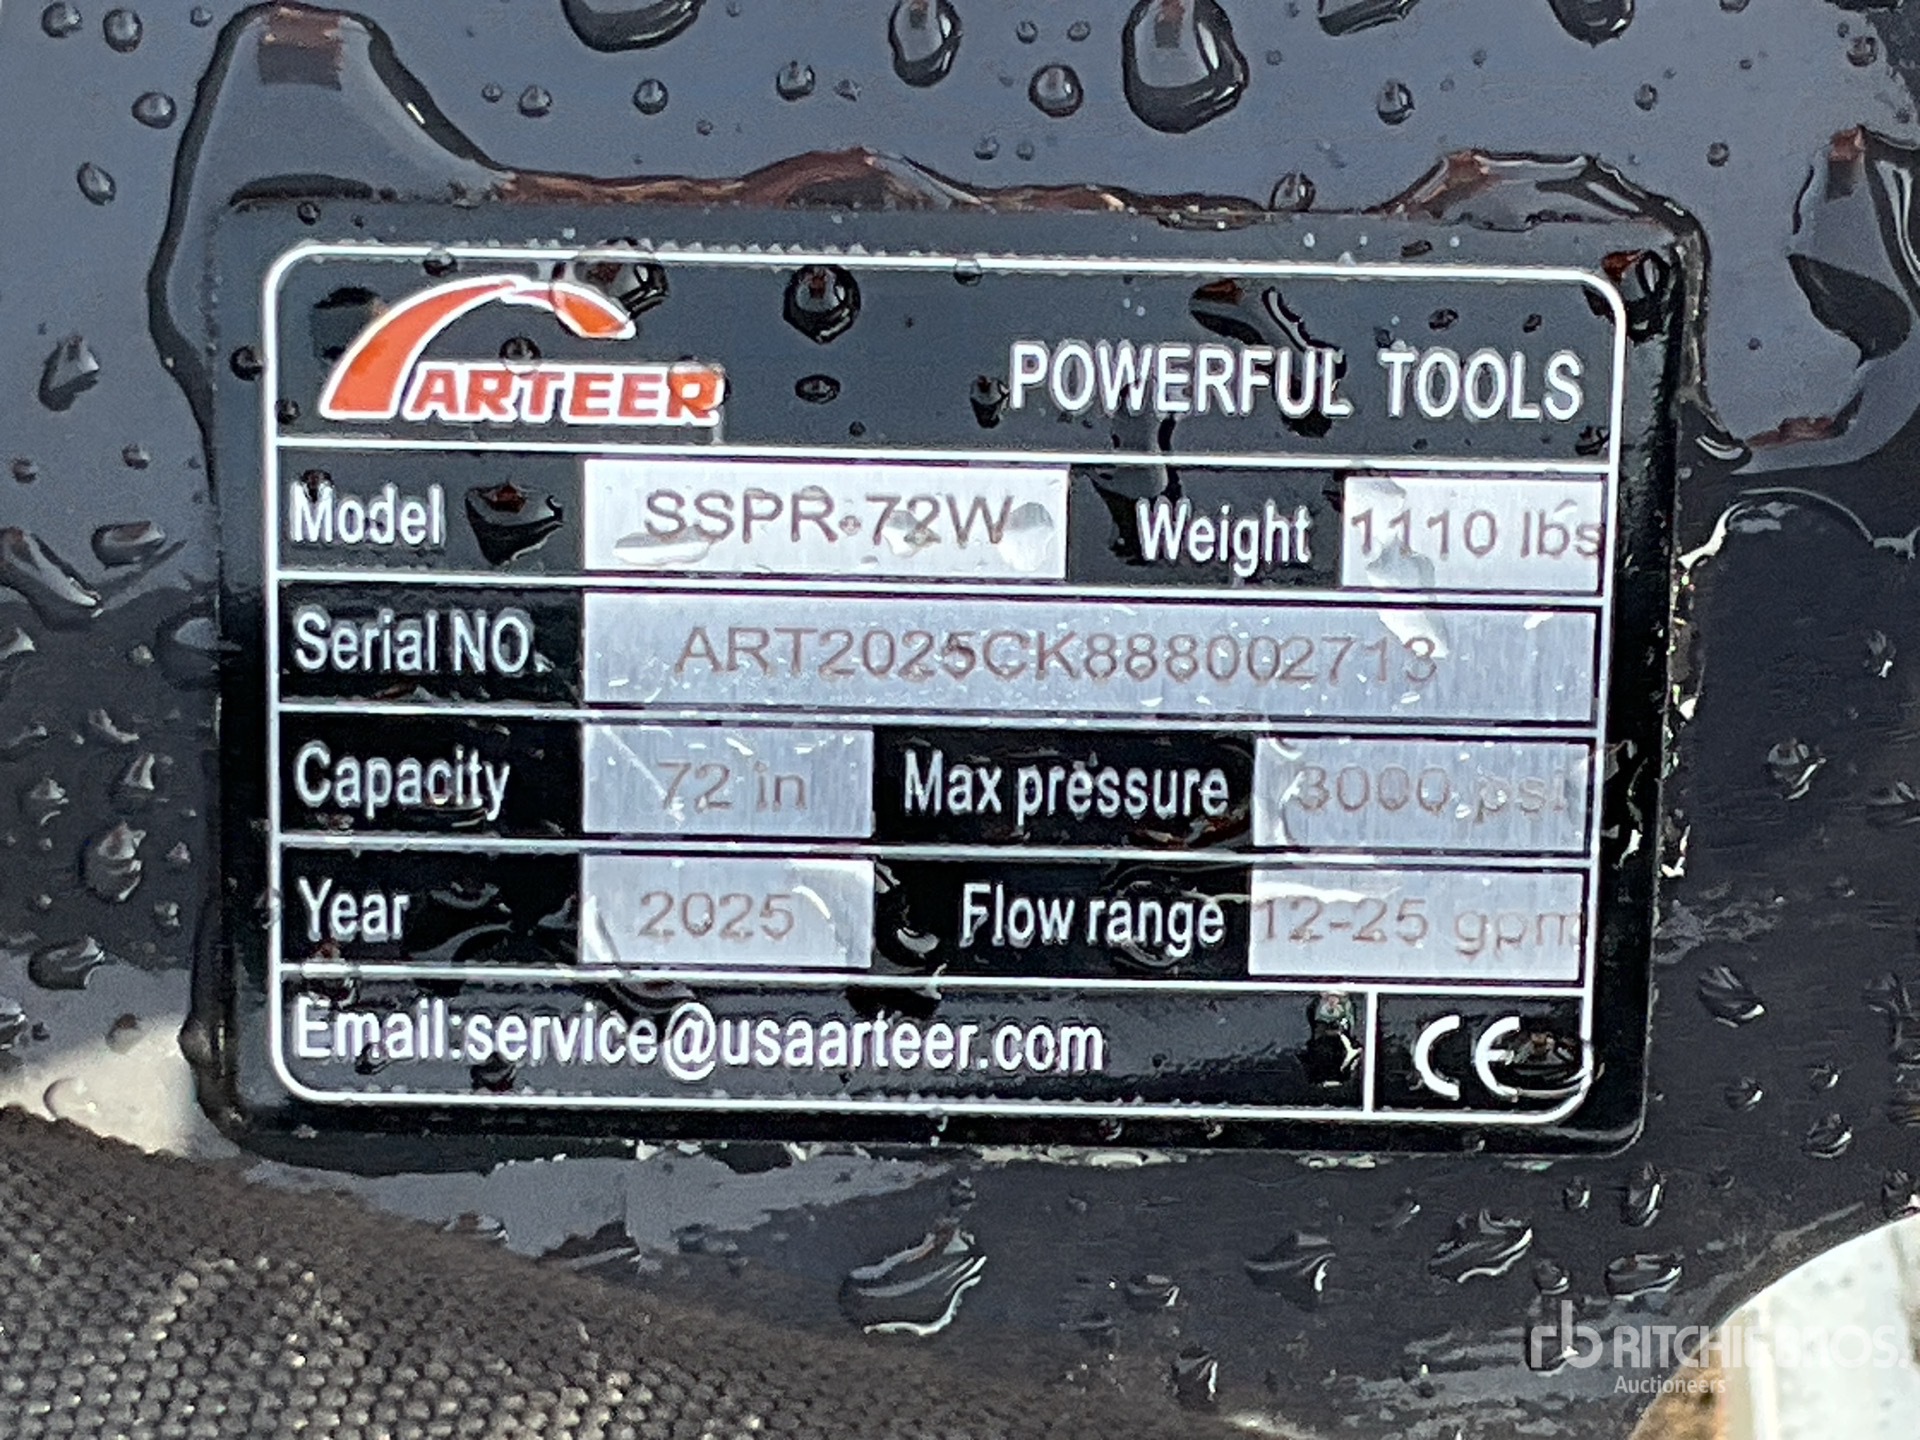 ARTEER POWERFUL TOOLS
Model SSPR-72W Weight 1110 lbs
Serial NO. ART2025CK888002713
Capacity 72 in Max pressure 3000 psi
Year 2025 Flow range 12-25 gpm
Email:service@usaarteer.com CE
rb RITCHIE BROS.
Auctioneers